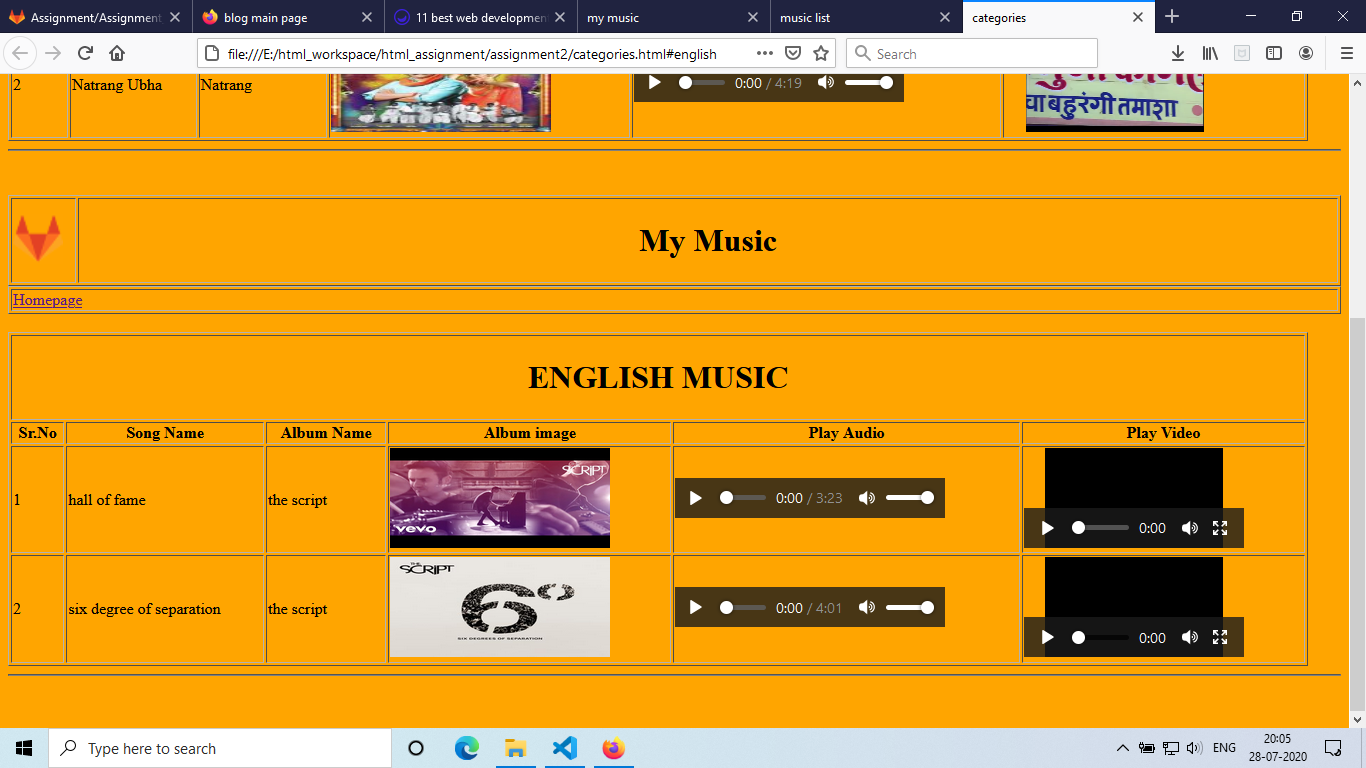 Assignment/Assignment
blog main page
11 best web developmen
my music
music list
categories
file:///E:/html_workspace/html_assignment/assignment2/categories.html#english
Search
2 Natrang Ubha Natrang 0:00 / 4:19
चा बहुरंगी तमाशा
My Music
Homepage
ENGLISH MUSIC
Sr.No Song Name Album Name Album image Play Audio Play Video
1 hall of fame the script 0:00 / 3:23 0:00
THE SCRIPT
vevo
2 six degree of separation the script 0:00 / 4:01 0:00
THE SCRIPT
6°
SIX DEGREES OF SEPARATION
Type here to search
ENG
20:05
28-07-2020